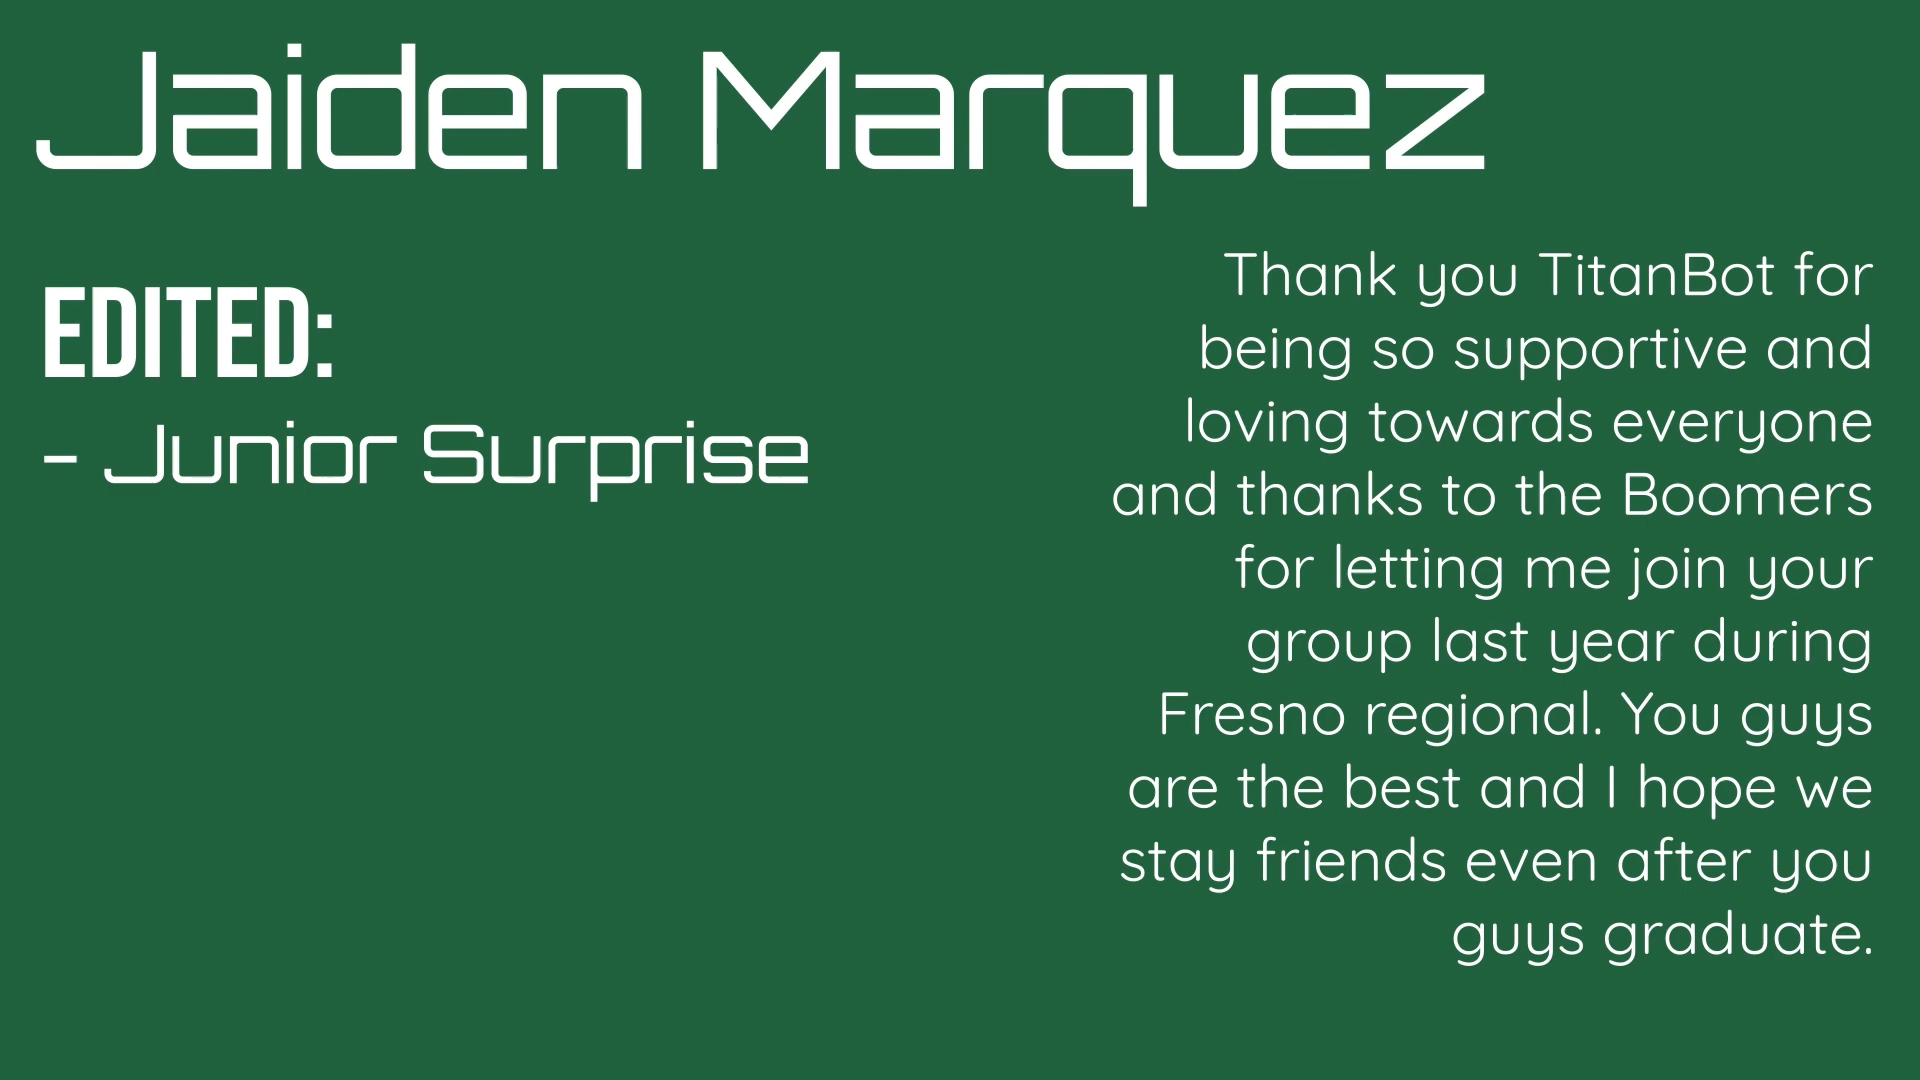 Jaiden Marquez
EDITED:
- Junior Surprise
Thank you TitanBot for
being so supportive and
loving towards everyone
and thanks to the Boomers
for letting me join your
group last year during
Fresno regional. You guys
are the best and I hope we
stay friends even after you
guys graduate.